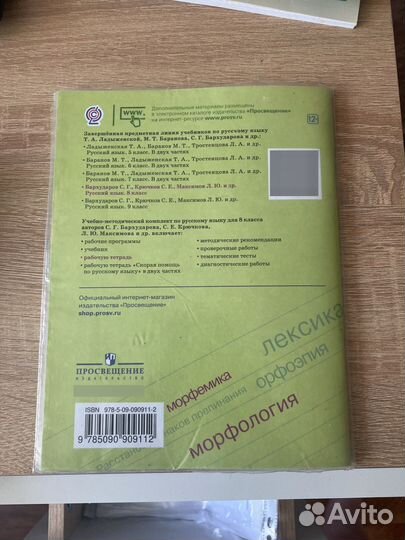 www.
Дополнительные материалы размещены
в электронном каталоге издательства «Просвещение»
на интернет-ресурсе www.prosv.ru
12+
Завершённая предметная линия учебников по русскому языку
Т. А. Ладыженской, М. Т. Баранова, С. Г. Бархударова и др.:
• Ладыженская Т. А., Баранов М. Т., Тростенцова Л. А. и др.
Русский язык. 5 класс. В двух частях
• Баранов М. Т., Ладыженская Т. А., Тростенцова Л. А. и др.
Русский язык. 6 класс. В двух частях
• Баранов М. Т., Ладыженская Т. А., Тростенцова Л. А. и др.
Русский язык. 7 класс. В двух частях
• Бархударов С. Г., Крючков С. Е., Максимов Л. Ю. и др.
Русский язык. 8 класс
• Бархударов С. Г., Крючков С. Е., Максимов Л. Ю. и др.
Русский язык. 9 класс
Учебно-методический комплект по русскому языку для 8 класса
авторов С. Г. Бархударова, С. Е. Крючкова,
Л. Ю. Максимова и др. включает:
• рабочие программы
• учебник
• рабочую тетрадь
• рабочую тетрадь «Скорая помощь
по русскому языку» в двух частях
• методические рекомендации
• проверочные работы
• тематические тесты
• диагностические работы
Официальный интернет-магазин
издательства «Просвещение»
shop.prosv.ru
ПРОСВЕЩЕНИЕ
ИЗДАТЕЛЬСТВО
лексика
морфемика
орфоэпия
знаков препинания
морфология
ISBN 978-5-09-090911-2
9 785090 909112
Avito